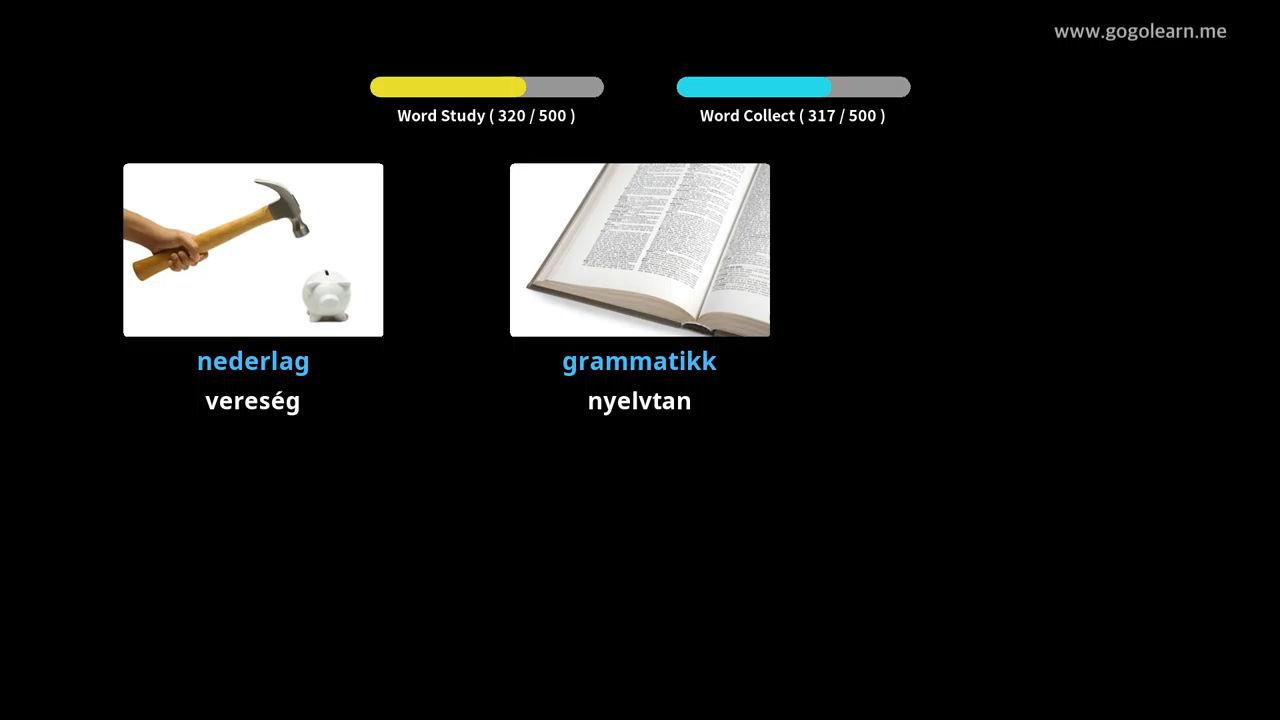 www.gogolearn.me
Word Study ( 320 / 500 )
Word Collect ( 317 / 500 )
nederlag
vereség
grammatikk
nyelvtan